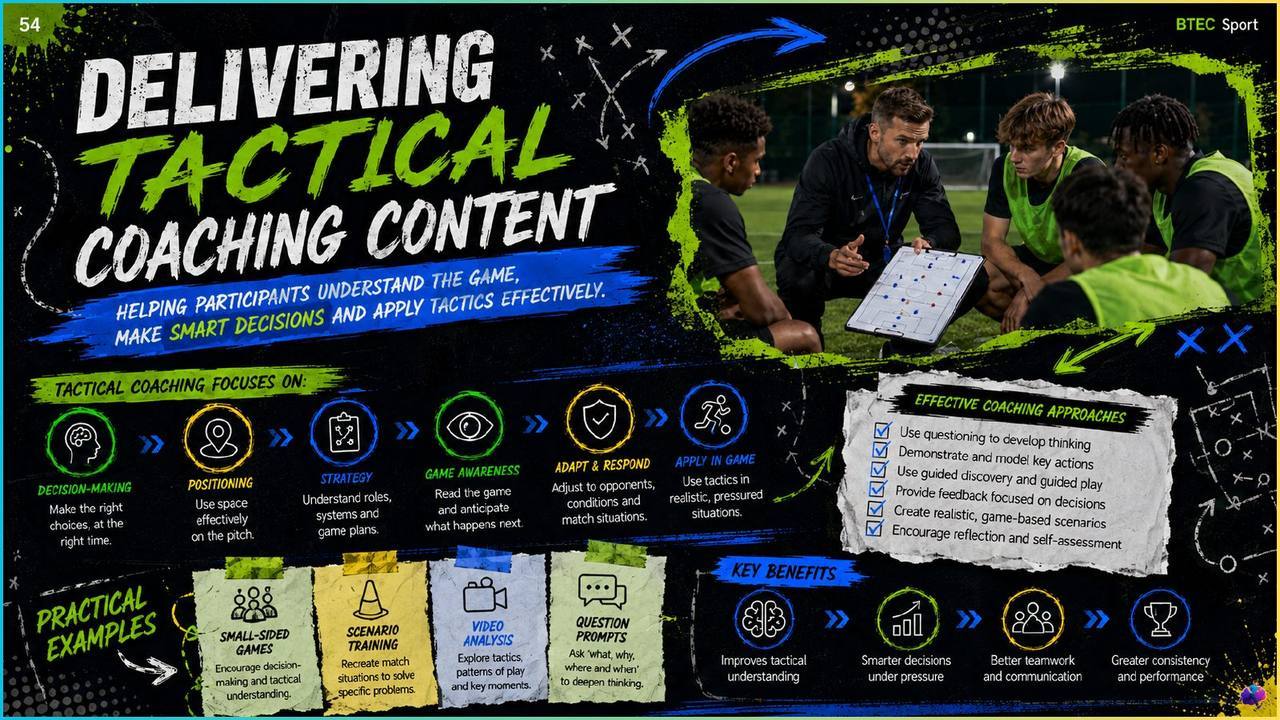 54
BTEC Sport
DELIVERING
TACTICAL
COACHING CONTENT
HELPING PARTICIPANTS UNDERSTAND THE GAME,
MAKE SMART DECISIONS AND APPLY TACTICS EFFECTIVELY.
TACTICAL COACHING FOCUSES ON:
DECISION-MAKING
Make the right
choices, at the
right time.
POSITIONING
Use space
effectively
on the pitch.
STRATEGY
Understand roles,
systems and
game plans.
GAME AWARENESS
Read the game
and anticipate
what happens next.
ADAPT & RESPOND
Adjust to opponents,
conditions and
match situations.
APPLY IN GAME
Use tactics in
realistic, pressured
situations.
EFFECTIVE COACHING APPROACHES
Use questioning to develop thinking
Demonstrate and model key actions
Use guided discovery and guided play
Provide feedback focused on decisions
Create realistic, game-based scenarios
Encourage reflection and self-assessment
PRACTICAL
EXAMPLES
SMALL-SIDED
GAMES
Encourage decision-
making and tactical
understanding.
SCENARIO
TRAINING
Recreate match
situations to solve
specific problems.
VIDEO
ANALYSIS
Explore tactics,
patterns of play
and key moments.
QUESTION
PROMPTS
Ask 'what, why,
where and when'
to deepen thinking.
KEY BENEFITS
Improves tactical
understanding
Smarter decisions
under pressure
Better teamwork
and communication
Greater consistency
and performance